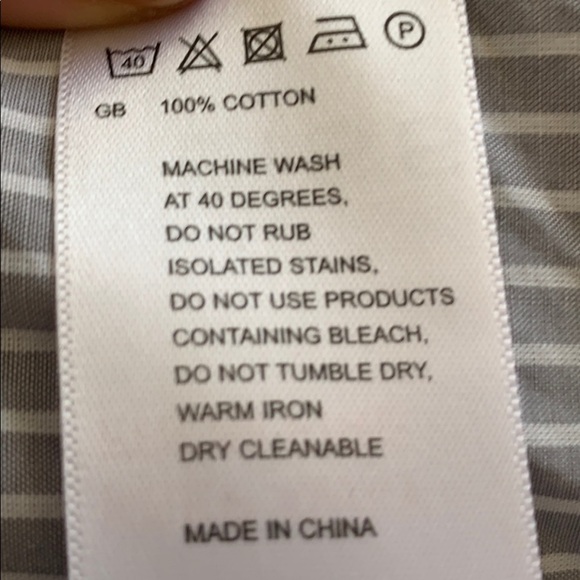 40 P
GB 100% COTTON
MACHINE WASH
AT 40 DEGREES,
DO NOT RUB
ISOLATED STAINS,
DO NOT USE PRODUCTS
CONTAINING BLEACH,
DO NOT TUMBLE DRY,
WARM IRON
DRY CLEANABLE
MADE IN CHINA